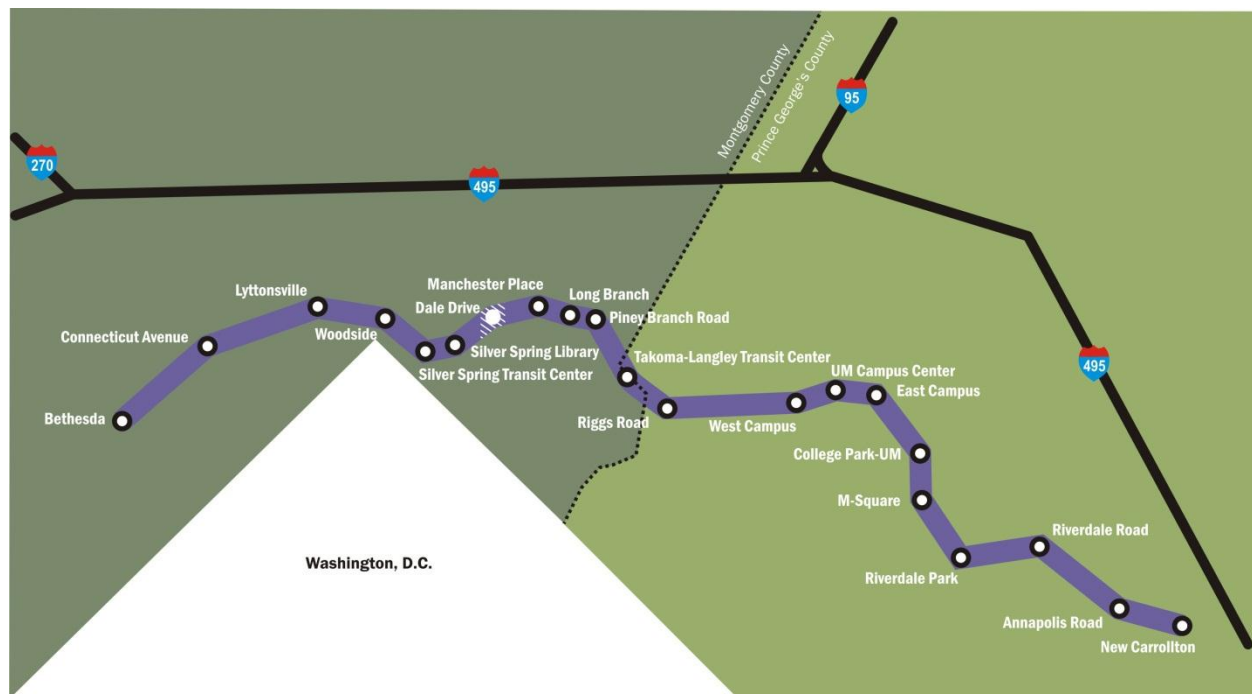 Montgomery County
Prince George's County
95
270
495
Lyttonsville
Manchester Place
Long Branch
Dale Drive
Piney Branch Road
Woodside
Connecticut Avenue
Silver Spring Library
Takoma-Langley Transit Center
Silver Spring Transit Center
UM Campus Center
495
East Campus
Bethesda
Riggs Road
West Campus
College Park-UM
M-Square
Riverdale Road
Washington, D.C.
Riverdale Park
Annapolis Road
New Carrollton